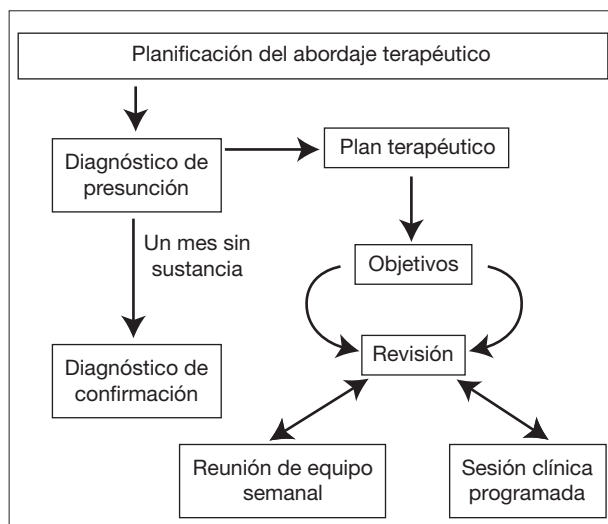 Planificación del abordaje terapéutico
Diagnóstico de
presunción
Plan terapéutico
Un mes sin
sustancia
Objetivos
Diagnóstico de
confirmación
Revisión
Reunión de equipo
semanal
Sesión clínica
programada